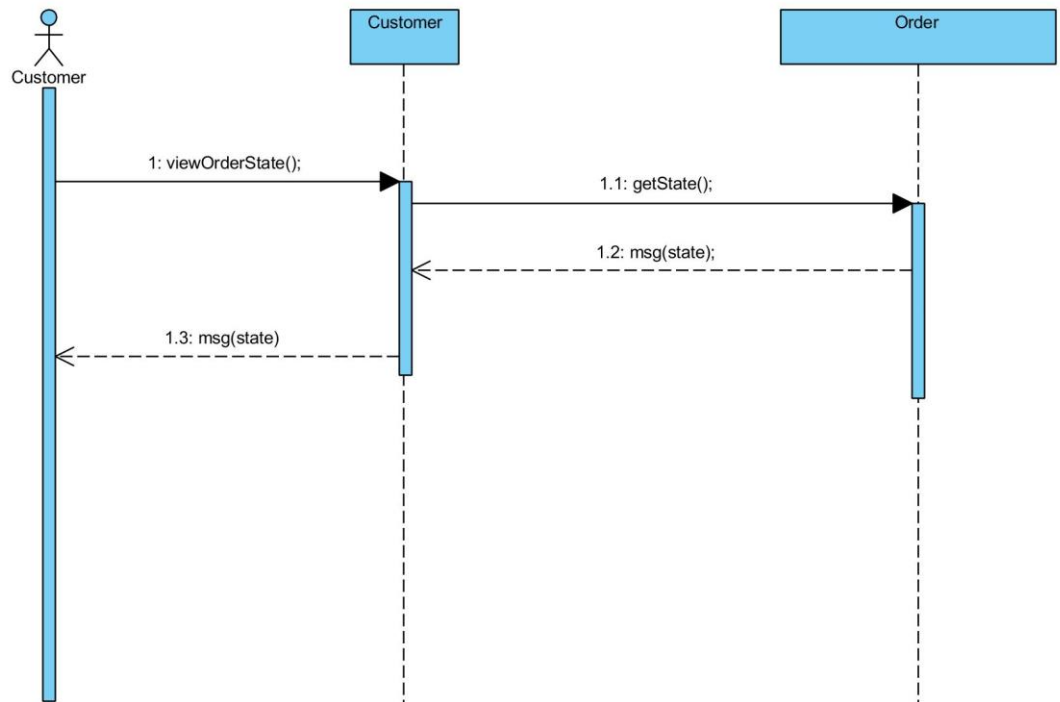 Customer
Order
Customer
1: viewOrderState();
1.1: getState();
1.2: msg(state);
1.3: msg(state)